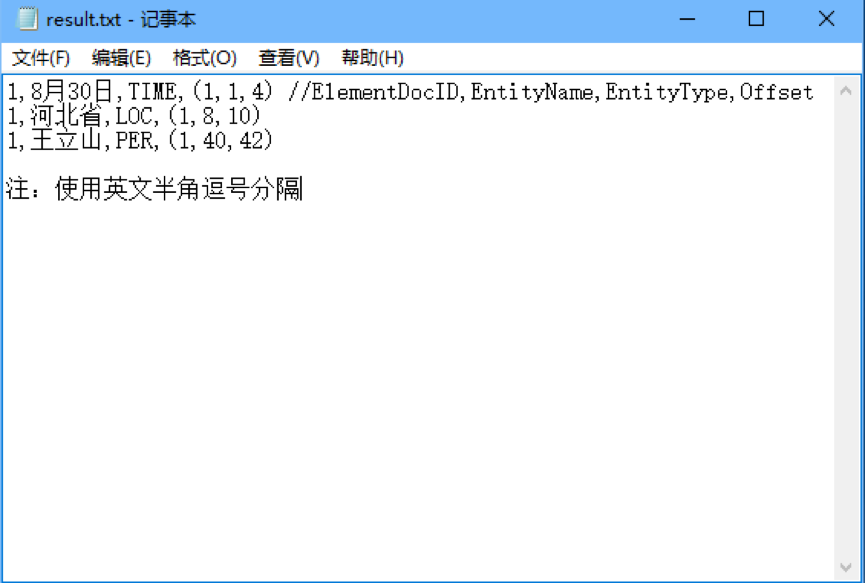 result.txt - 记事本
文件(F) 编辑(E) 格式(O) 查看(V) 帮助(H)
1,8月30日,TIME,(1,1,4) //ElementDocID,EntityName,EntityType,Offset
1,河北省,LOC,(1,8,10)
1,王立山,PER,(1,40,42)
注：使用英文半角逗号分隔